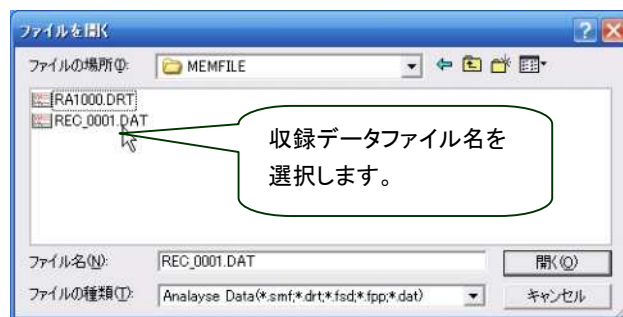 ファイルを開く
ファイルの場所(I):
MEMFILE
RA1000.DRT
REC_0001.DAT
収録データファイル名を
選択します。
ファイル名(N):
REC_0001.DAT
開く(O)
ファイルの種類(T):
Analayse Data(*.smf;*.drt;*.fsd;*.fpp;*.dat)
キャンセル